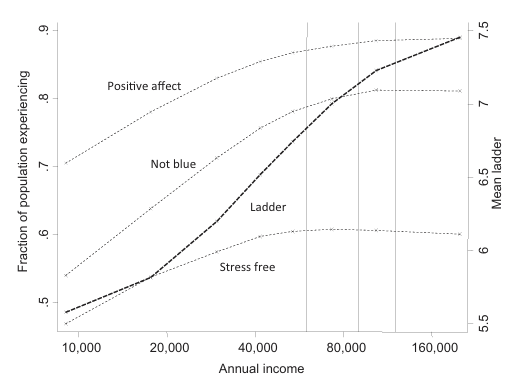 .9
.8
.7
.6
.5
Fraction of population experiencing
Positive affect
Not blue
Ladder
Stress free
7.5
7
6.5
6
5.5
Mean ladder
10,000 20,000 40,000 80,000 160,000
Annual income